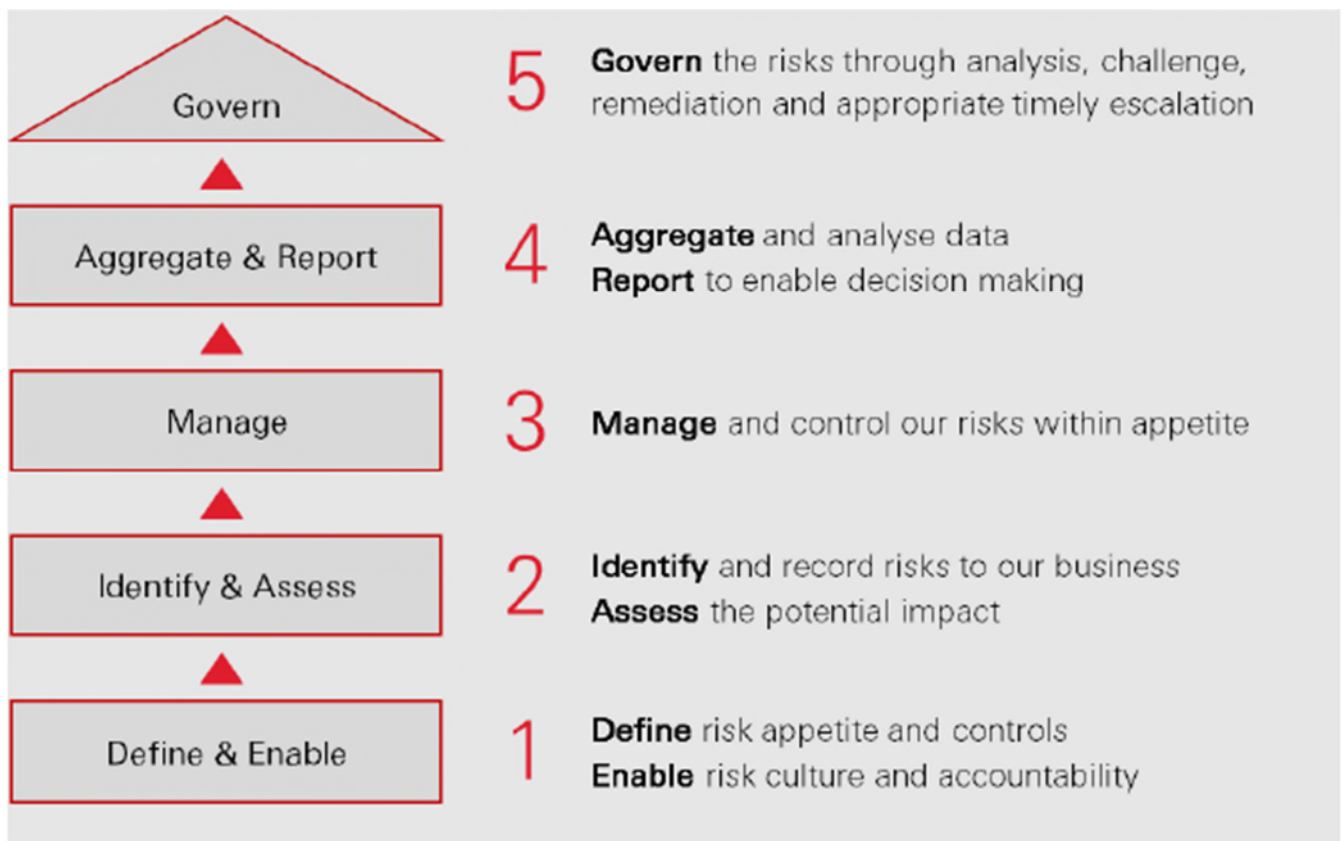 Govern
5
Govern the risks through analysis, challenge,
remediation and appropriate timely escalation
Aggregate & Report
4
Aggregate and analyse data
Report to enable decision making
Manage
3
Manage and control our risks within appetite
Identify & Assess
2
Identify and record risks to our business
Assess the potential impact
Define & Enable
1
Define risk appetite and controls
Enable risk culture and accountability